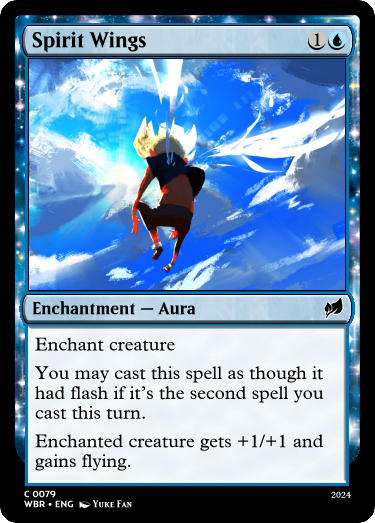 Spirit Wings 1
Enchantment — Aura
Enchant creature
You may cast this spell as though it
had flash if it's the second spell you
cast this turn.
Enchanted creature gets +1/+1 and
gains flying.
C 0079
2024
WBR • ENG Yuke Fan